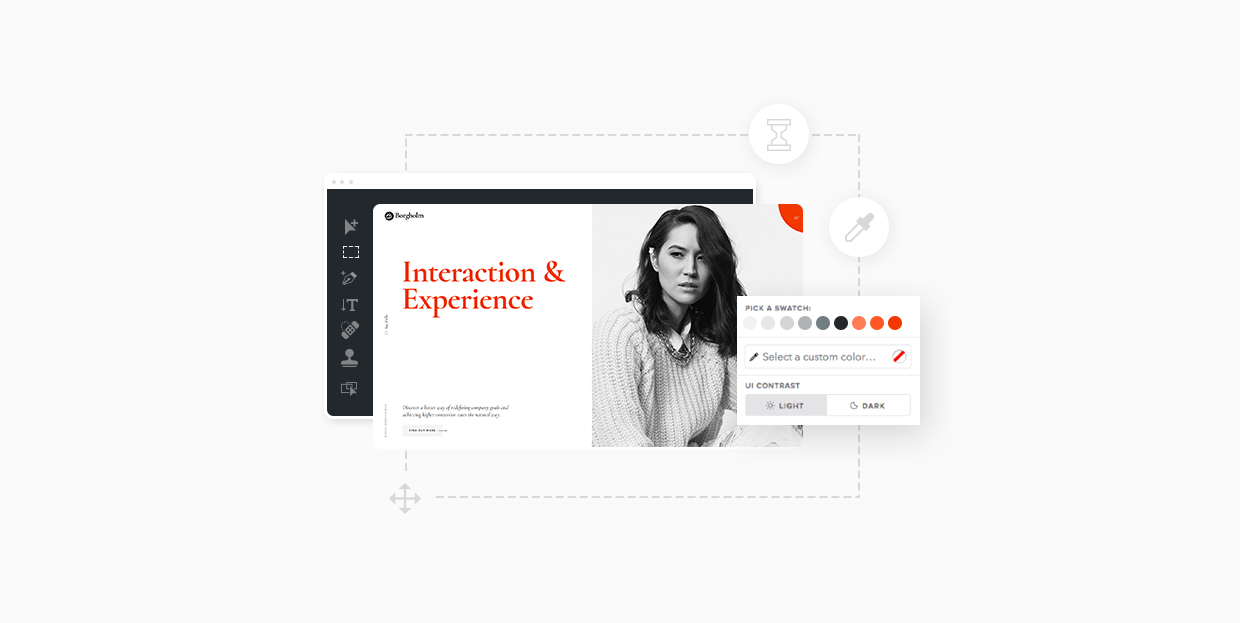 Borgholm
Interaction &
Experience
Discover a better way of redefining company goals and
achieving higher conversion rates the natural way.
FIND OUT MORE
PICK A SWATCH:
Select a custom color...
UI CONTRAST
LIGHT
DARK